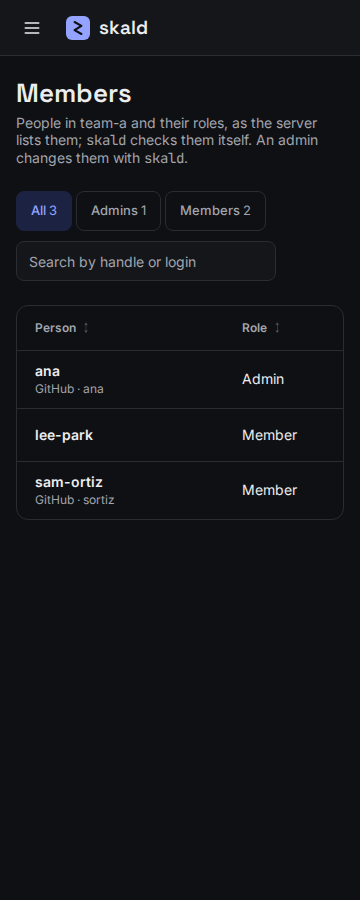 skald
Members
People in team-a and their roles, as the server
lists them; skald checks them itself. An admin
changes them with skald.
All 3
Admins 1
Members 2
Search by handle or login
Person
Role
ana
GitHub · ana
Admin
lee-park
Member
sam-ortiz
GitHub · sortiz
Member